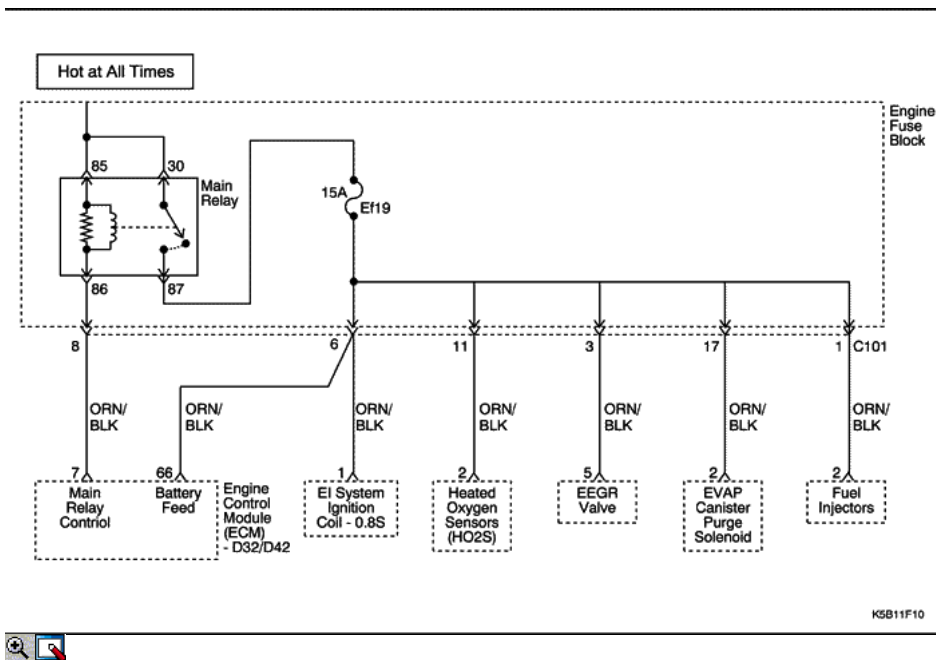 Hot at All Times
Engine
Fuse
Block
85
30
Main
Relay
15A
Ef19
86
87
8
6
11
3
17
1
C101
ORN/
BLK
ORN/
BLK
ORN/
BLK
ORN/
BLK
ORN/
BLK
ORN/
BLK
ORN/
BLK
7
66
1
2
5
2
2
Main
Relay
Contriol
Battery
Feed
Engine
Control
Module
(ECM)
- D32/D42
EI System
Ignition
Coil - 0.8S
Heated
Oxygen
Sensors
(HO2S)
EEGR
Valve
EVAP
Canister
Purge
Solenoid
Fuel
Injectors
K5B11F10